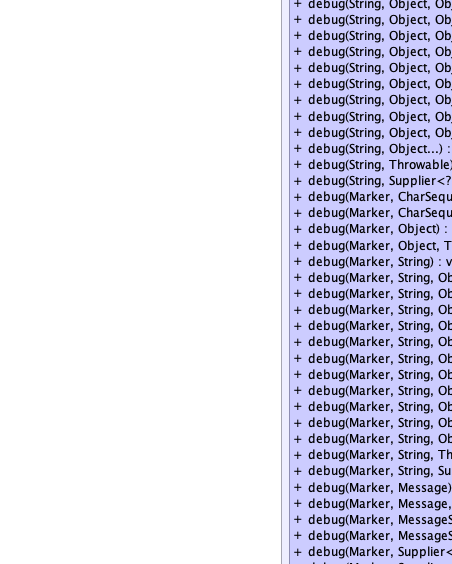 + debug(String, Object, Obj
+ debug(String, Object, Obj
+ debug(String, Object, Obj
+ debug(String, Object, Obj
+ debug(String, Object, Obj
+ debug(String, Object, Obj
+ debug(String, Object, Obj
+ debug(String, Object, Obj
+ debug(String, Object, Obj
+ debug(String, Object...) :
+ debug(String, Throwable)
+ debug(String, Supplier<?
+ debug(Marker, CharSequ
+ debug(Marker, CharSequ
+ debug(Marker, Object) :
+ debug(Marker, Object, T
+ debug(Marker, String) : v
+ debug(Marker, String, Ob
+ debug(Marker, String, Ob
+ debug(Marker, String, Ob
+ debug(Marker, String, Ob
+ debug(Marker, String, Ob
+ debug(Marker, String, Ob
+ debug(Marker, String, Ob
+ debug(Marker, String, Ob
+ debug(Marker, String, Ob
+ debug(Marker, String, Ob
+ debug(Marker, String, Ob
+ debug(Marker, String, Th
+ debug(Marker, String, Su
+ debug(Marker, Message)
+ debug(Marker, Message,
+ debug(Marker, MessageS
+ debug(Marker, MessageS
+ debug(Marker, Supplier<